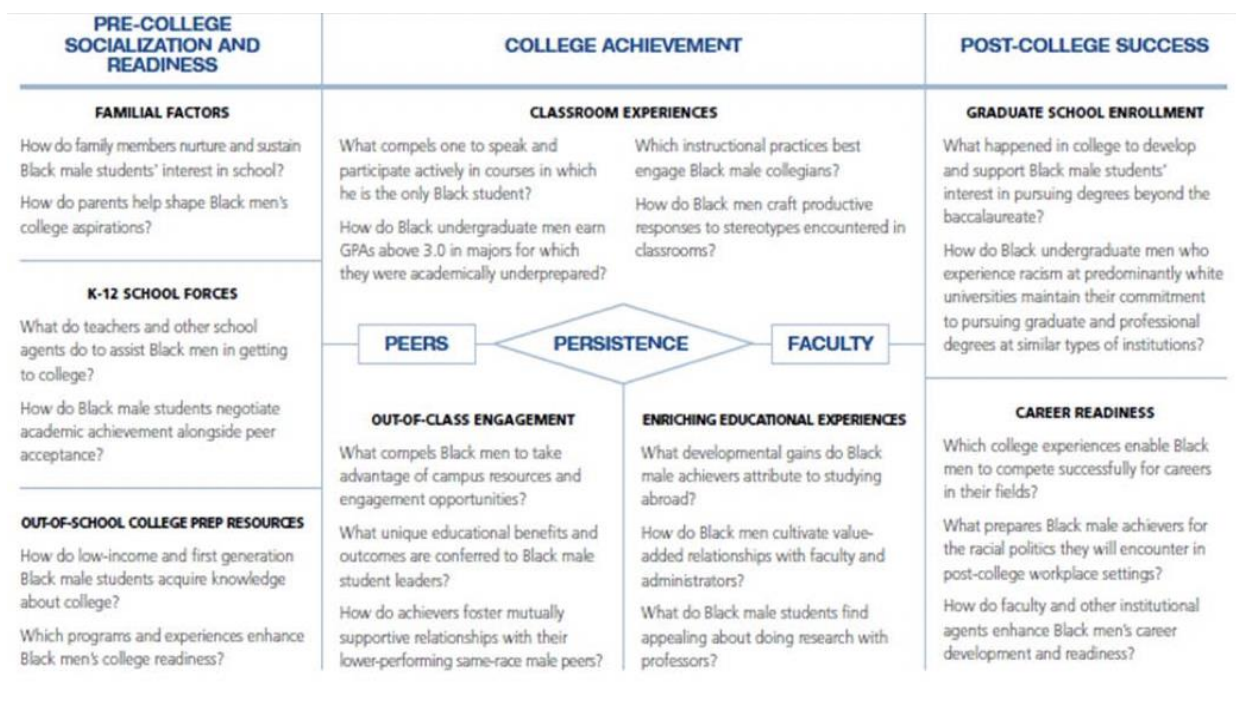 PRE-COLLEGE
SOCIALIZATION AND
READINESS
FAMILIAL FACTORS
How do family members nurture and sustain
Black male students' interest in school?
How do parents help shape Black men's
college aspirations?
K-12 SCHOOL FORCES
What do teachers and other school
agents do to assist Black men in getting
to college?
How do Black male students negotiate
academic achievement alongside peer
acceptance?
OUT-OF-SCHOOL COLLEGE PREP RESOURCES
How do low-income and first generation
Black male students acquire knowledge
about college?
Which programs and experiences enhance
Black men's college readiness?
COLLEGE ACHIEVEMENT
CLASSROOM EXPERIENCES
What compels one to speak and
participate actively in courses in which
he is the only Black student?
How do Black undergraduate men earn
GPAs above 3.0 in majors for which
they were academically underprepared?
Which instructional practices best
engage Black male collegians?
How do Black men craft productive
responses to stereotypes encountered in
classrooms?
PEERS
PERSISTENCE
FACULTY
OUT-OF-CLASS ENGAGEMENT
What compels Black men to take
advantage of campus resources and
engagement opportunities?
What unique educational benefits and
outcomes are conferred to Black male
student leaders?
How do achievers foster mutually
supportive relationships with their
lower-performing same-race male peers?
ENRICHING EDUCATIONAL EXPERIENCES
What developmental gains do Black
male achievers attribute to studying
abroad?
How do Black men cultivate value-
added relationships with faculty and
administrators?
What do Black male students find
appealing about doing research with
professors?
POST-COLLEGE SUCCESS
GRADUATE SCHOOL ENROLLMENT
What happened in college to develop
and support Black male students'
interest in pursuing degrees beyond the
baccalaureate?
How do Black undergraduate men who
experience racism at predominantly white
universities maintain their commitment
to pursuing graduate and professional
degrees at similar types of institutions?
CAREER READINESS
Which college experiences enable Black
men to compete successfully for careers
in their fields?
What prepares Black male achievers for
the racial politics they will encounter in
post-college workplace settings?
How do faculty and other institutional
agents enhance Black men's career
development and readiness?